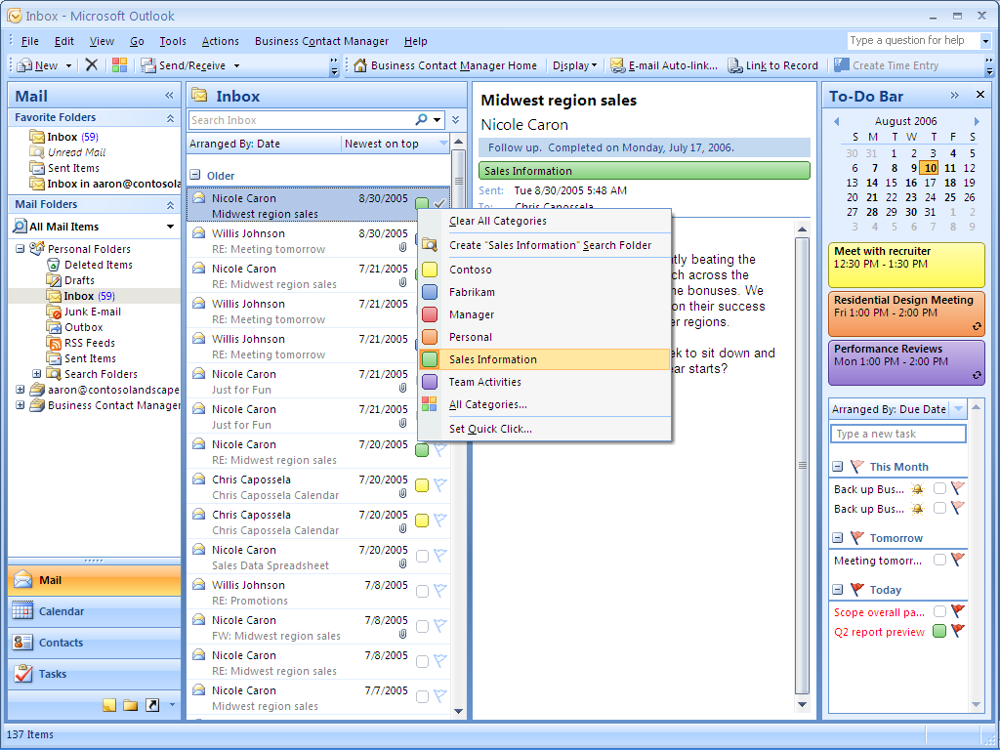 Inbox - Microsoft Outlook
File Edit View Go Tools Actions Business Contact Manager Help
Type a question for help
New Send/Receive Business Contact Manager Home Display E-mail Auto-link... Link to Record Create Time Entry
Mail
Favorite Folders
Inbox (59)
Unread Mail
Sent Items
Inbox in aaron@contosola
Mail Folders
All Mail Items
Personal Folders
Deleted Items
Drafts
Inbox (59)
Junk E-mail
Outbox
RSS Feeds
Sent Items
Search Folders
aaron@contosolandscape
Business Contact Manager
Mail
Calendar
Contacts
Tasks
Inbox
Search Inbox
Arranged By: Date Newest on top
Older
Nicole Caron 8/30/2005
Midwest region sales
Willis Johnson 8/30/2005
RE: Meeting tomorrow
Nicole Caron 7/21/2005
RE: Midwest region sales
Willis Johnson 7/21/2005
RE: Meeting tomorrow
Willis Johnson 7/21/2005
RE: Meeting tomorrow
Nicole Caron 7/21/2005
Just for Fun
Nicole Caron 7/21/2005
Just for Fun
Nicole Caron 7/20/2005
RE: Midwest region sales
Chris Capossela 7/20/2005
Chris Capossela Calendar
Chris Capossela 7/20/2005
Chris Capossela Calendar
Nicole Caron 7/20/2005
Sales Data Spreadsheet
Willis Johnson 7/8/2005
RE: Promotions
Nicole Caron 7/8/2005
FW: Midwest region sales
Nicole Caron 7/8/2005
RE: Midwest region sales
Nicole Caron 7/7/2005
Midwest region sales
Clear All Categories
Create "Sales Information" Search Folder
Contoso
Fabrikam
Manager
Personal
Sales Information
Team Activities
All Categories...
Set Quick Click...
Midwest region sales
Nicole Caron
Follow up. Completed on Monday, July 17, 2006.
Sales Information
Sent: Tue 8/30/2005 5:48 AM
To: Chris Capossela
beating the
across the
bonuses. We
on their success
regions.
to sit down and
starts?
To-Do Bar
August 2006
S M T W T F S
30 31 1 2 3 4 5
6 7 8 9 10 11 12
13 14 15 16 17 18 19
20 21 22 23 24 25 26
27 28 29 30 31 1 2
3 4 5 6 7 8 9
Meet with recruiter
12:30 PM - 1:30 PM
Residential Design Meeting
Fri 1:00 PM - 2:00 PM
Performance Reviews
Mon 1:00 PM - 2:00 PM
Arranged By: Due Date
Type a new task
This Month
Back up Bus...
Back up Bus...
Tomorrow
Meeting tomorr...
Today
Scope overall pa...
Q2 report preview
137 Items